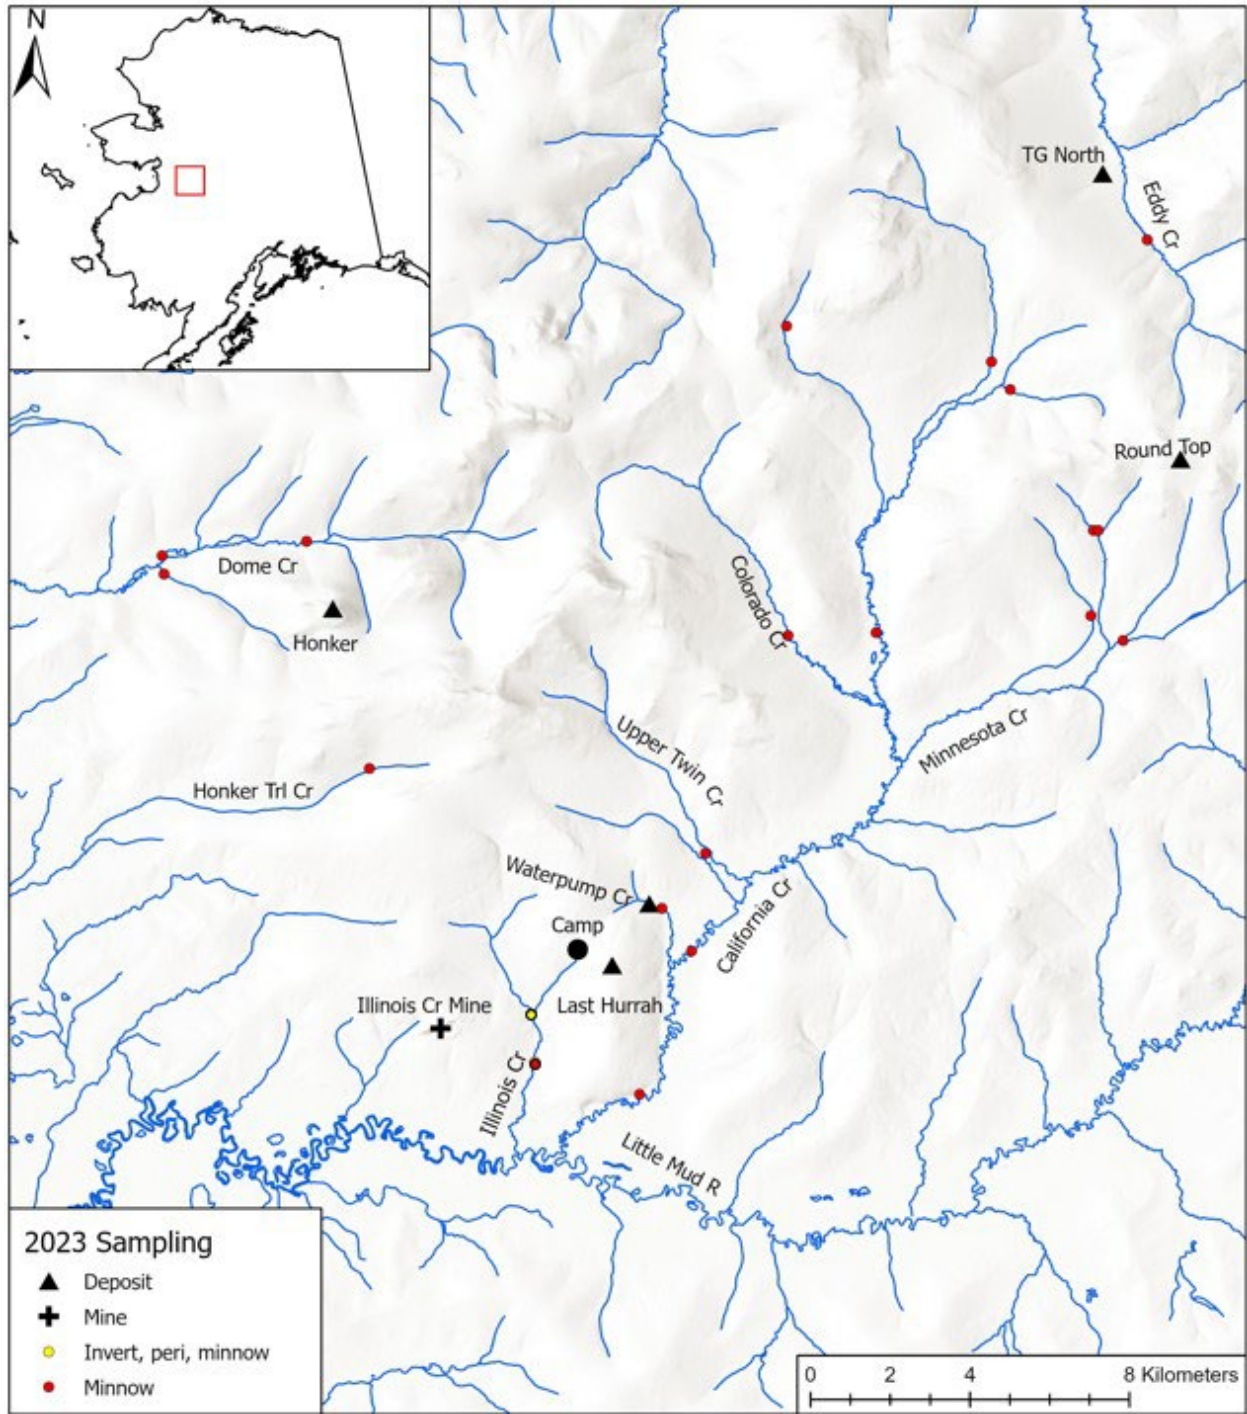 N
TG North
Eddy Cr
Round Top
Dome Cr
Honker
Colorado Cr
Upper Twin Cr
Minnesota Cr
Honker Trl Cr
Waterpump Cr
Camp
California Cr
Illinois Cr Mine
Last Hurrah
Illinois Cr
Little Mud R
2023 Sampling
Deposit
Mine
Invert, peri, minnow
Minnow
0 2 4 8 Kilometers